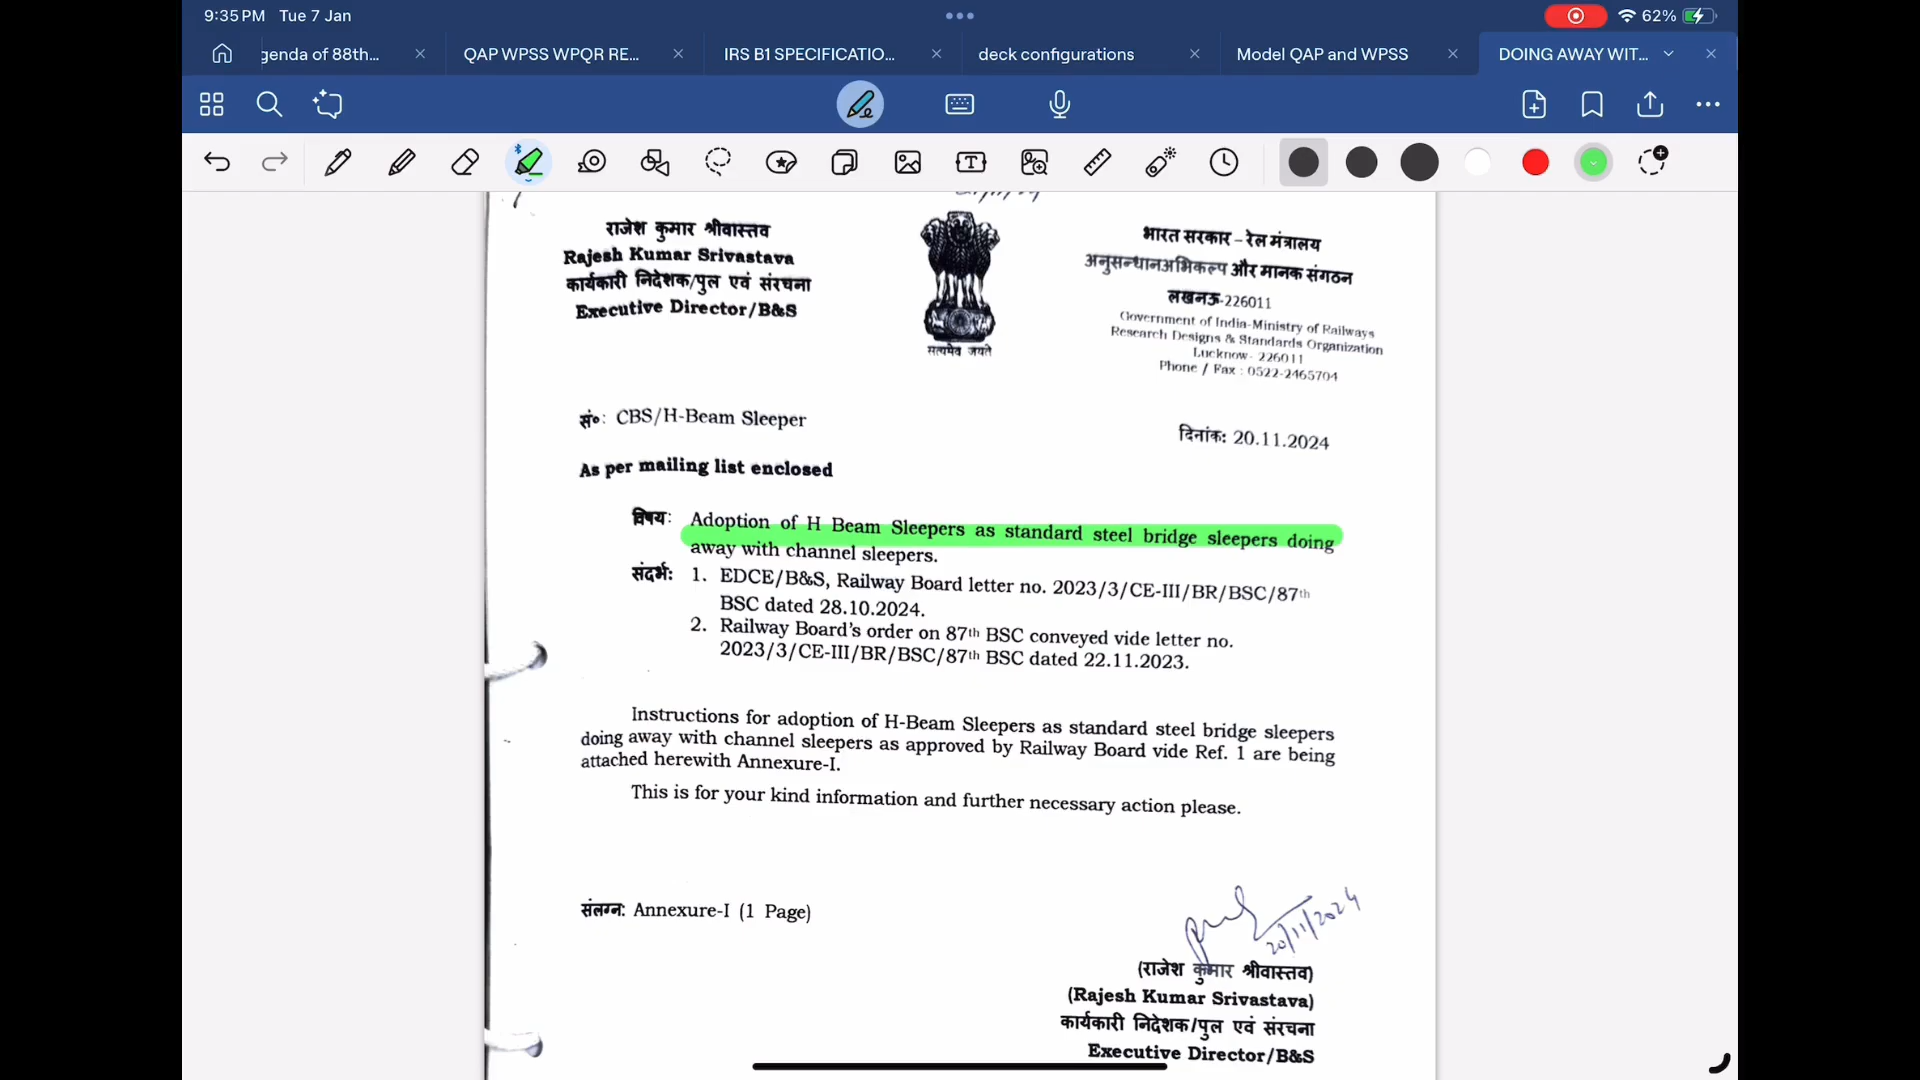 9:35 PM Tue 7 Jan
62%
genda of 88th...
QAP WPSS WPQR RE...
IRS B1 SPECIFICATIO...
deck configurations
Model QAP and WPSS
DOING AWAY WIT...
राजेश कुमार श्रीवास्तव
Rajesh Kumar Srivastava
कार्यकारी निदेशक/पुल एवं संरचना
Executive Director/B&S
सत्यमेव जयते
भारत सरकार – रेल मंत्रालय
अनुसन्धानअभिकल्प और मानक संगठन
लखनऊ-226011
Government of India-Ministry of Railways
Research Designs & Standards Organization
Lucknow- 226011
Phone / Fax : 0522-2465704
सं०: CBS/H-Beam Sleeper
दिनांक: 20.11.2024
As per mailing list enclosed
विषय: Adoption of H Beam Sleepers as standard steel bridge sleepers doing
away with channel sleepers.
संदर्भ: 1. EDCE/B&S, Railway Board letter no. 2023/3/CE-III/BR/BSC/87th
BSC dated 28.10.2024.
2. Railway Board's order on 87th BSC conveyed vide letter no.
2023/3/CE-III/BR/BSC/87th BSC dated 22.11.2023.
Instructions for adoption of H-Beam Sleepers as standard steel bridge sleepers
doing away with channel sleepers as approved by Railway Board vide Ref. 1 are being
attached herewith Annexure-I.
This is for your kind information and further necessary action please.
संलग्न: Annexure-I (1 Page)
20/11/2024
(राजेश कुमार श्रीवास्तव)
(Rajesh Kumar Srivastava)
कार्यकारी निदेशक/पुल एवं संरचना
Executive Director/B&S